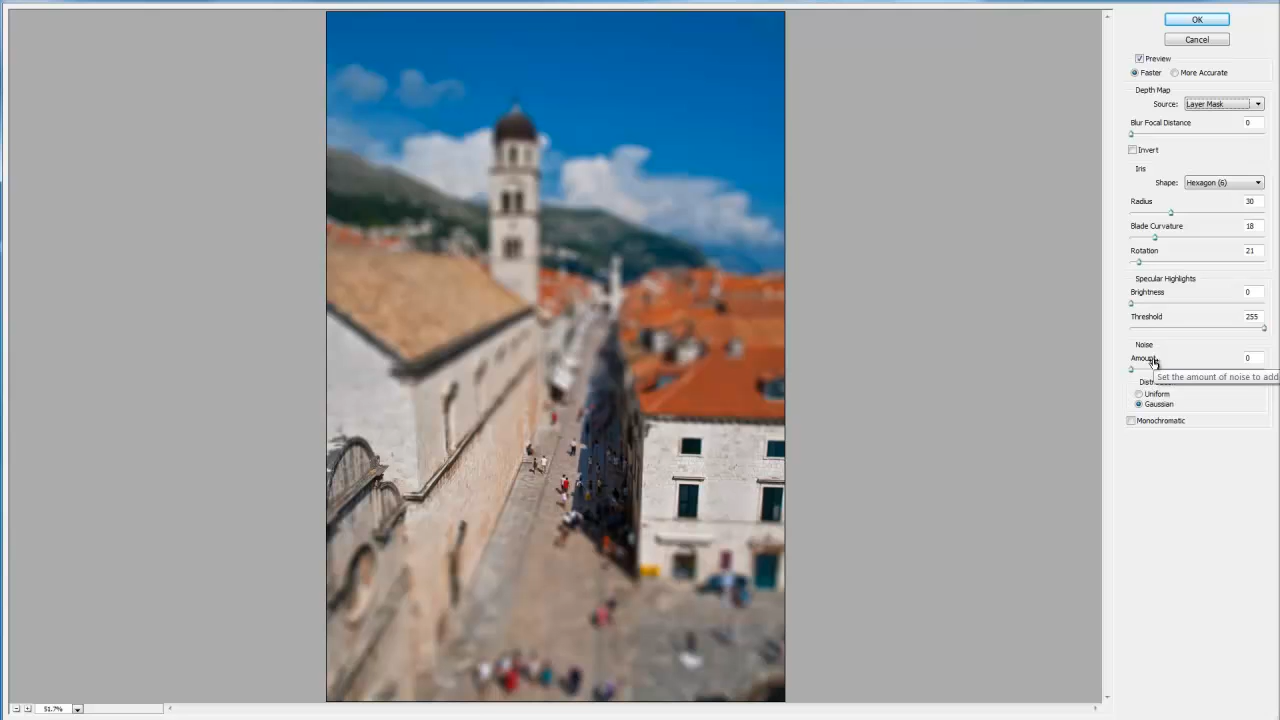 OK
Cancel
Preview
Faster More Accurate
Depth Map
Source: Layer Mask
Blur Focal Distance 0
Invert
Iris
Shape: Hexagon (6)
Radius 30
Blade Curvature 18
Rotation 21
Specular Highlights
Brightness 0
Threshold 255
Noise
Amount 0
Set the amount of noise to add
Uniform
Gaussian
Monochromatic
51.7%